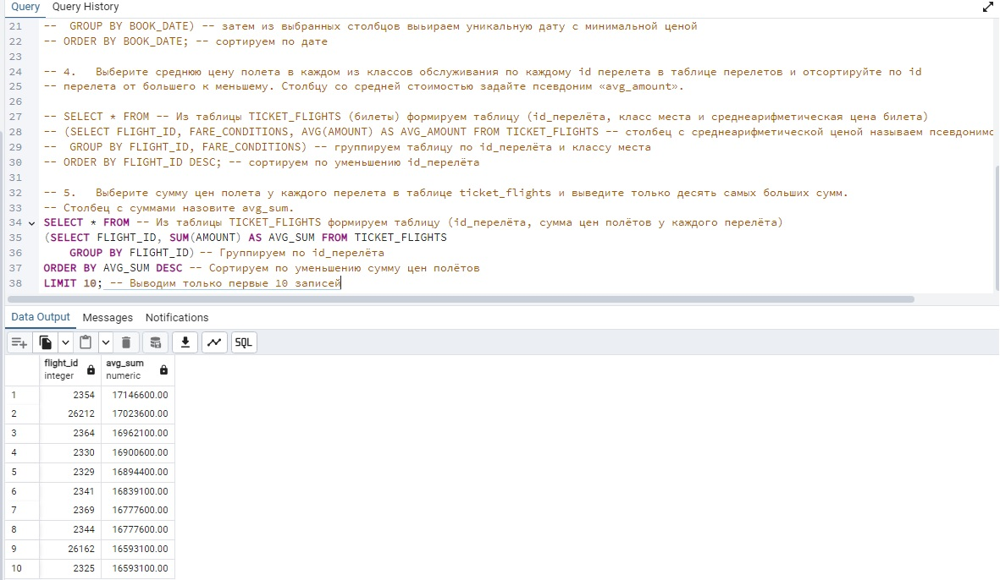 Query Query History
21 -- GROUP BY BOOK_DATE) -- затем из выбранных столбцов выьираем уникальную дату с минимальной ценой
22 -- ORDER BY BOOK_DATE; -- сортируем по дате
23
24 -- 4. Выберите среднюю цену полета в каждом из классов обслуживания по каждому id перелета в таблице перелетов и отсортируйте по id
25 -- перелета от большего к меньшему. Столбцу со средней стоимостью задайте псевдоним «avg_amount».
26
27 -- SELECT * FROM -- Из таблицы TICKET_FLIGHTS (билеты) формируем таблицу (id_перелёта, класс места и среднеарифметическая цена билета)
28 -- (SELECT FLIGHT_ID, FARE_CONDITIONS, AVG(AMOUNT) AS AVG_AMOUNT FROM TICKET_FLIGHTS -- столбец с среднеарифметической ценой называем псевдонимо
29 -- GROUP BY FLIGHT_ID, FARE_CONDITIONS) -- группируем таблицу по id_перелёта и классу места
30 -- ORDER BY FLIGHT_ID DESC; -- сортируем по уменьшению id_перелёта
31
32 -- 5. Выберите сумму цен полета у каждого перелета в таблице ticket_flights и выведите только десять самых больших сумм.
33 -- Столбец с суммами назовите avg_sum.
34 SELECT * FROM -- Из таблицы TICKET_FLIGHTS формируем таблицу (id_перелёта, сумма цен полётов у каждого перелёта)
35 (SELECT FLIGHT_ID, SUM(AMOUNT) AS AVG_SUM FROM TICKET_FLIGHTS
36 GROUP BY FLIGHT_ID) -- Группируем по id_перелёта
37 ORDER BY AVG_SUM DESC -- Сортируем по уменьшению сумму цен полётов
38 LIMIT 10; -- Выводим только первые 10 записей
Data Output Messages Notifications
SQL
flight_id avg_sum
integer numeric
1 2354 17146600.00
2 26212 17023600.00
3 2364 16962100.00
4 2330 16900600.00
5 2329 16894400.00
6 2341 16839100.00
7 2369 16777600.00
8 2344 16777600.00
9 26162 16593100.00
10 2325 16593100.00